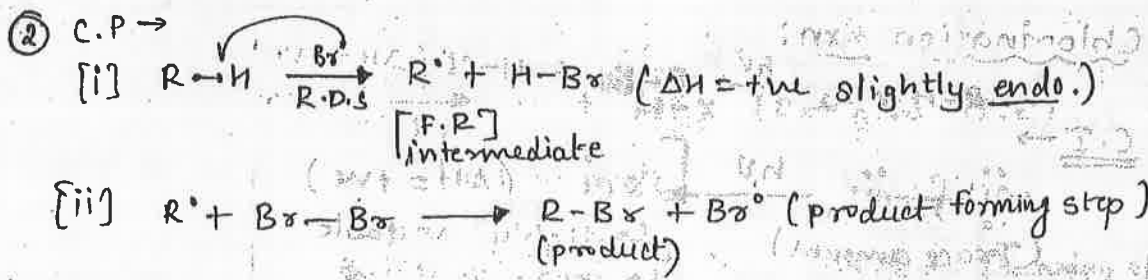 ② C.P →
[i] R–H —Br•→ R• + H–Br (ΔH = +ve slightly endo.)
R.D.S
[F.R]
intermediate
[ii] R• + Br–Br → R–Br + Br• (product forming step)
(product)